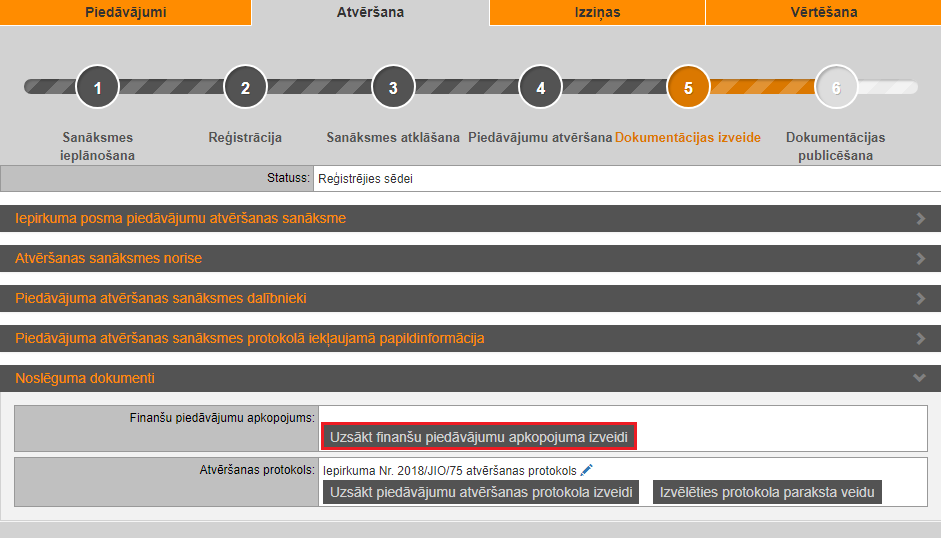 Piedāvājumi Atvēršana Izziņas Vērtēšana
1 2 3 4 5 6
Sanāksmes ieplānošana
Reģistrācija
Sanāksmes atklāšana
Piedāvājumu atvēršana
Dokumentācijas izveide
Dokumentācijas publicēšana
Statuss: Reģistrējies sēdei
Iepirkuma posma piedāvājumu atvēršanas sanāksme
Atvēršanas sanāksmes norise
Piedāvājuma atvēršanas sanāksmes dalībnieki
Piedāvājuma atvēršanas sanāksmes protokolā iekļaujamā papildinformācija
Noslēguma dokumenti
Finanšu piedāvājumu apkopojums:
Uzsākt finanšu piedāvājumu apkopojuma izveidi
Atvēršanas protokols: Iepirkuma Nr. 2018/JIO/75 atvēršanas protokols
Uzsākt piedāvājumu atvēršanas protokola izveidi Izvēlēties protokola paraksta veidu